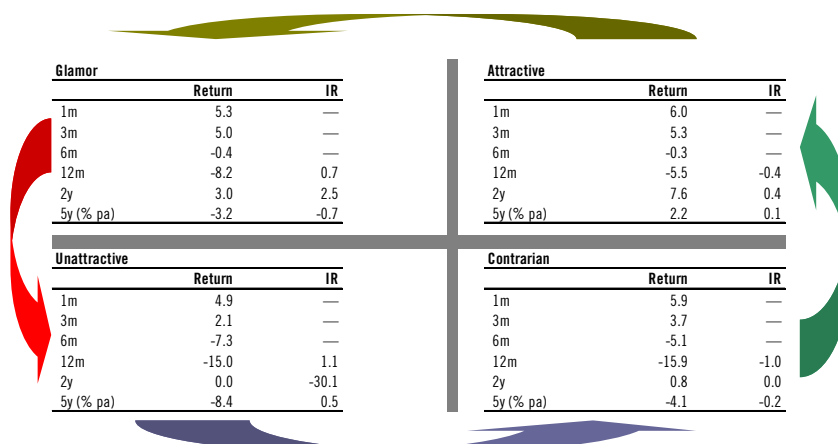 Glamor
Return IR
1m 5.3 —
3m 5.0 —
6m -0.4 —
12m -8.2 0.7
2y 3.0 2.5
5y (% pa) -3.2 -0.7
Attractive
Return IR
1m 6.0 —
3m 5.3 —
6m -0.3 —
12m -5.5 -0.4
2y 7.6 0.4
5y (% pa) 2.2 0.1
Unattractive
Return IR
1m 4.9 —
3m 2.1 —
6m -7.3 —
12m -15.0 1.1
2y 0.0 -30.1
5y (% pa) -8.4 0.5
Contrarian
Return IR
1m 5.9 —
3m 3.7 —
6m -5.1 —
12m -15.9 -1.0
2y 0.8 0.0
5y (% pa) -4.1 -0.2